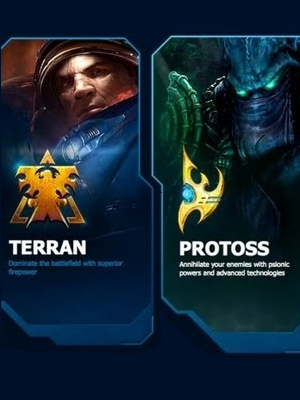 TERRAN
Dominate the battlefield with superior
firepower
PROTOSS
Annihilate your enemies with psionic
powers and advanced technologies